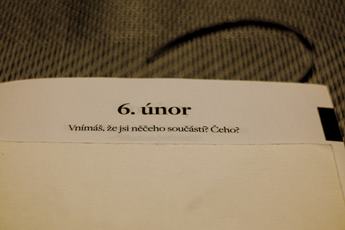 6. únor
Vnímáš, že jsi něčeho součástí? Čeho?